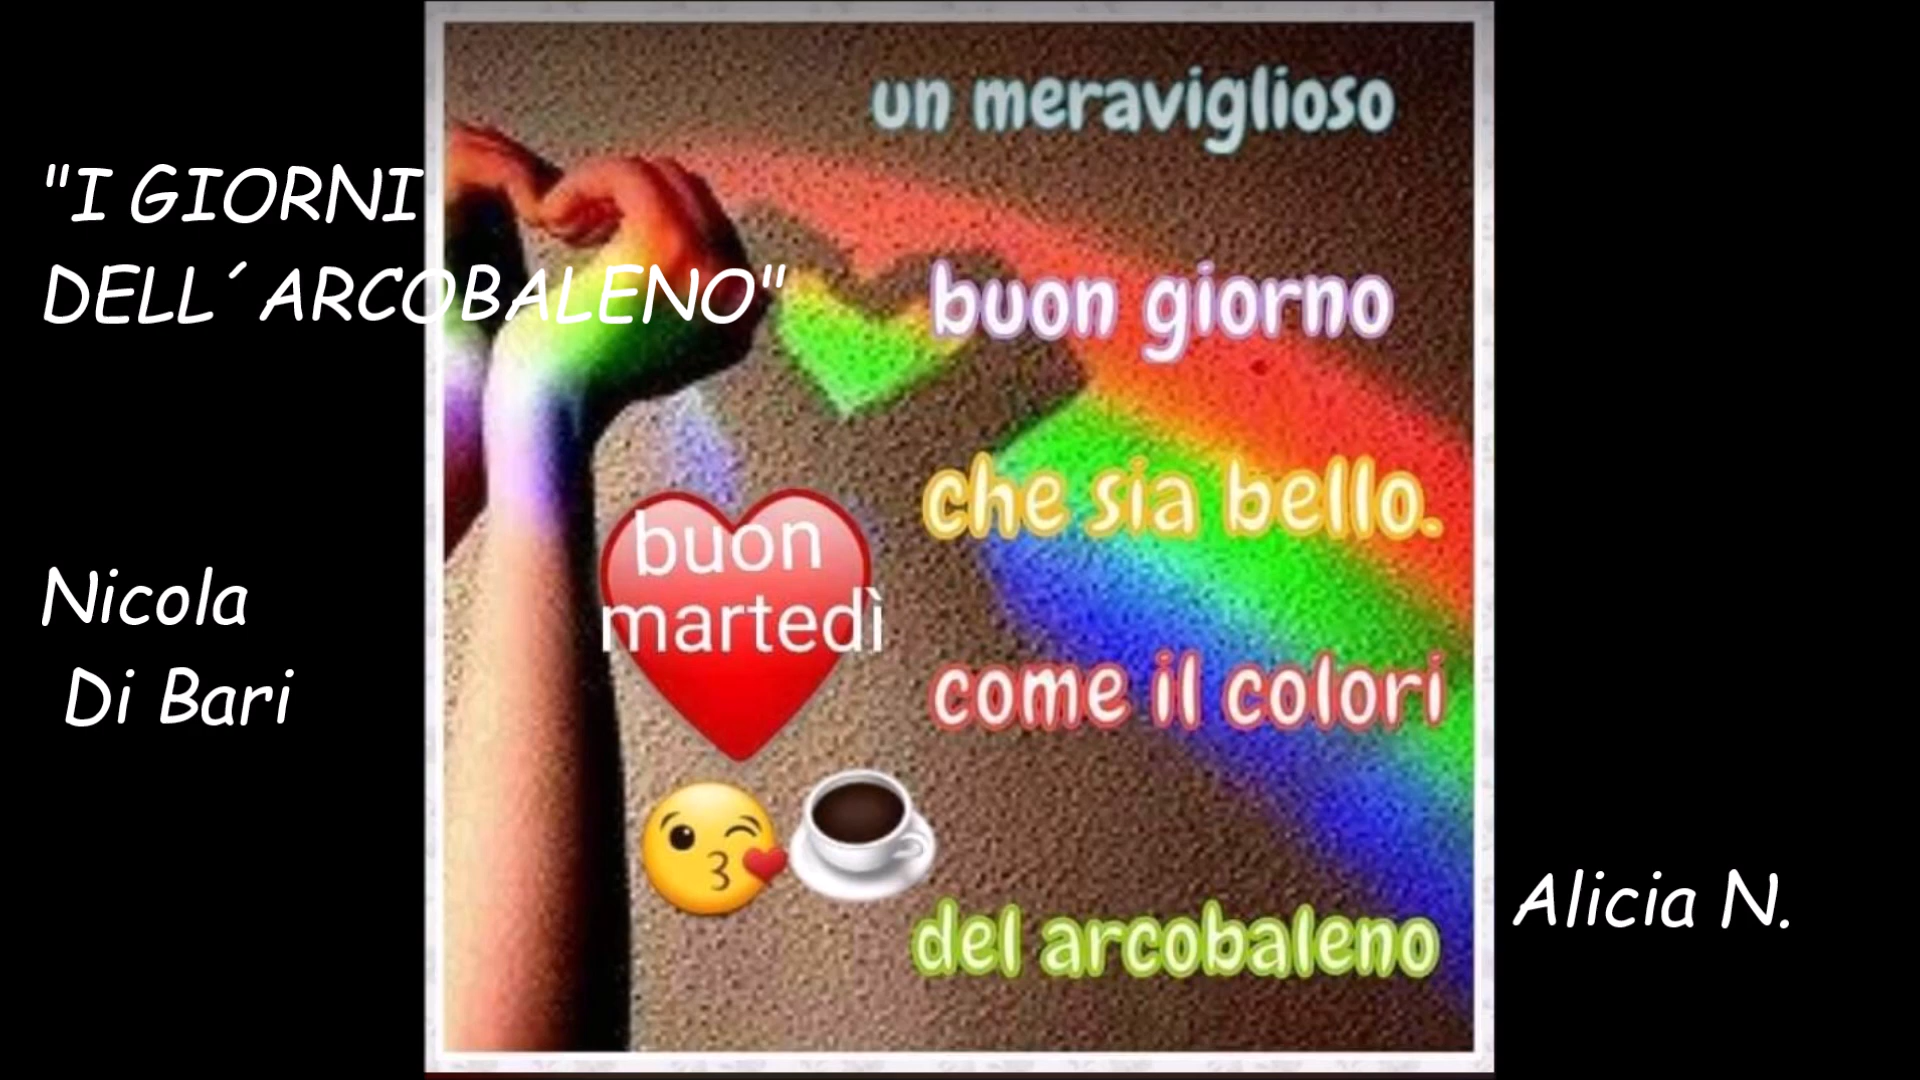 "I GIORNI
DELL´ARCOBALENO"
Nicola
Di Bari
un meraviglioso
buon giorno
che sia bello.
come il colori
del arcobaleno
buon
martedì
Alicia N.